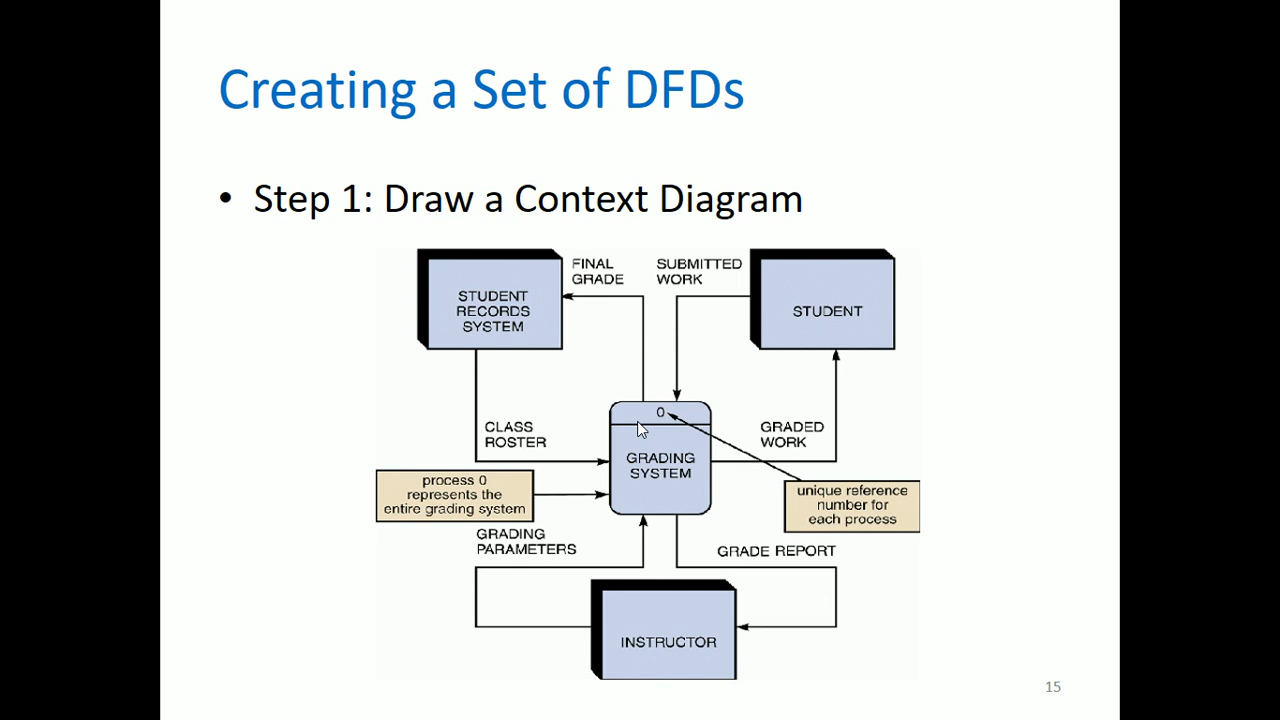 Creating a Set of DFDs
• Step 1: Draw a Context Diagram
FINAL
GRADE
SUBMITTED
WORK
STUDENT
RECORDS
SYSTEM
STUDENT
0
CLASS
ROSTER
GRADING
SYSTEM
GRADED
WORK
process 0
represents the
entire grading system
unique reference
number for
each process
GRADING
PARAMETERS
GRADE REPORT
INSTRUCTOR
15